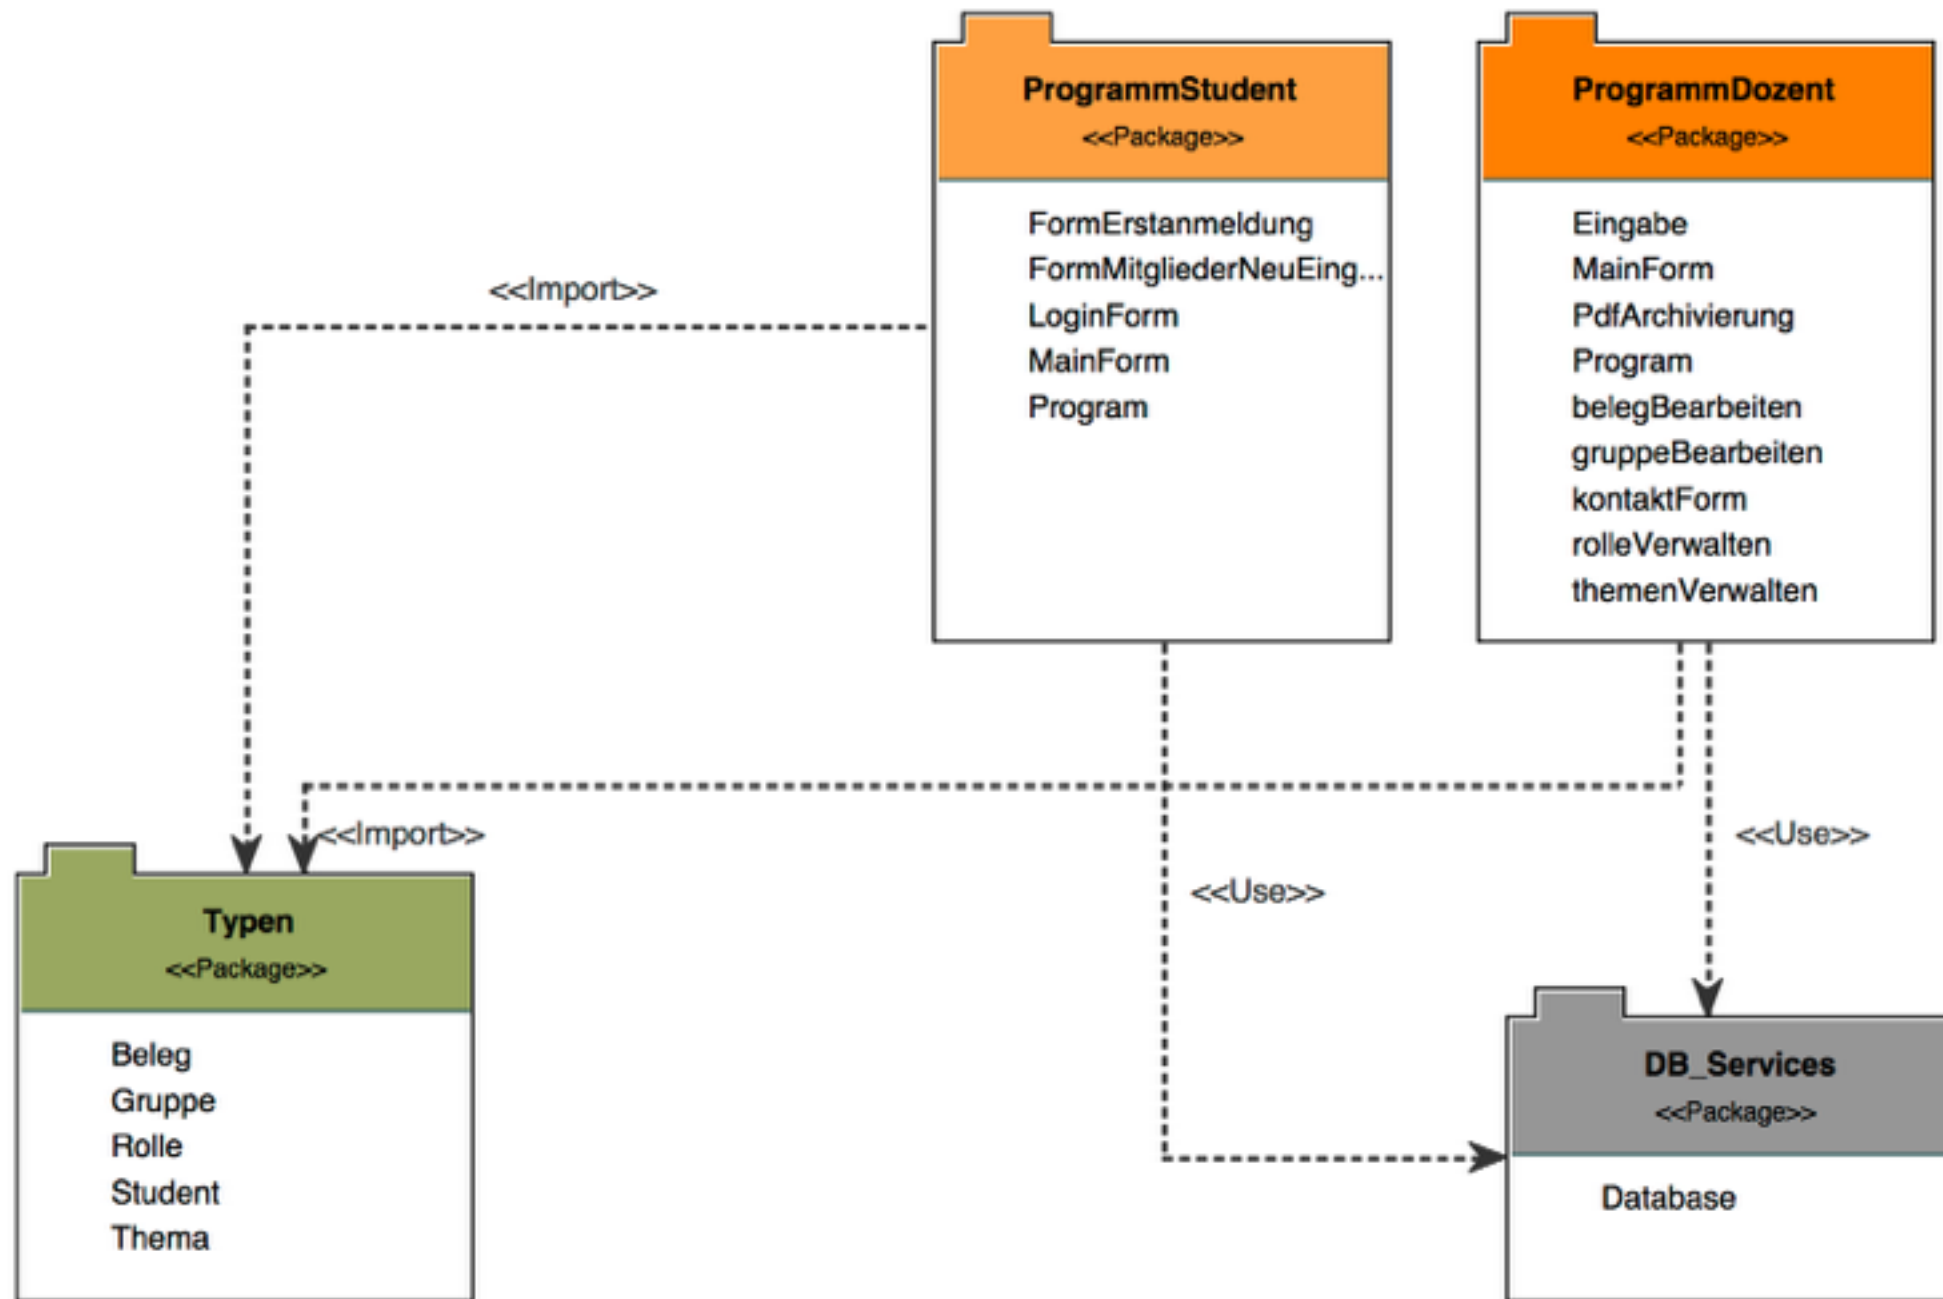 ProgrammStudent
<<Package>>
FormErstanmeldung
FormMitgliederNeuEing...
LoginForm
MainForm
Program
ProgrammDozent
<<Package>>
Eingabe
MainForm
PdfArchivierung
Program
belegBearbeiten
gruppeBearbeiten
kontaktForm
rolleVerwalten
themenVerwalten
<<Import>>
<<Import>>
<<Use>>
<<Use>>
Typen
<<Package>>
Beleg
Gruppe
Rolle
Student
Thema
DB_Services
<<Package>>
Database